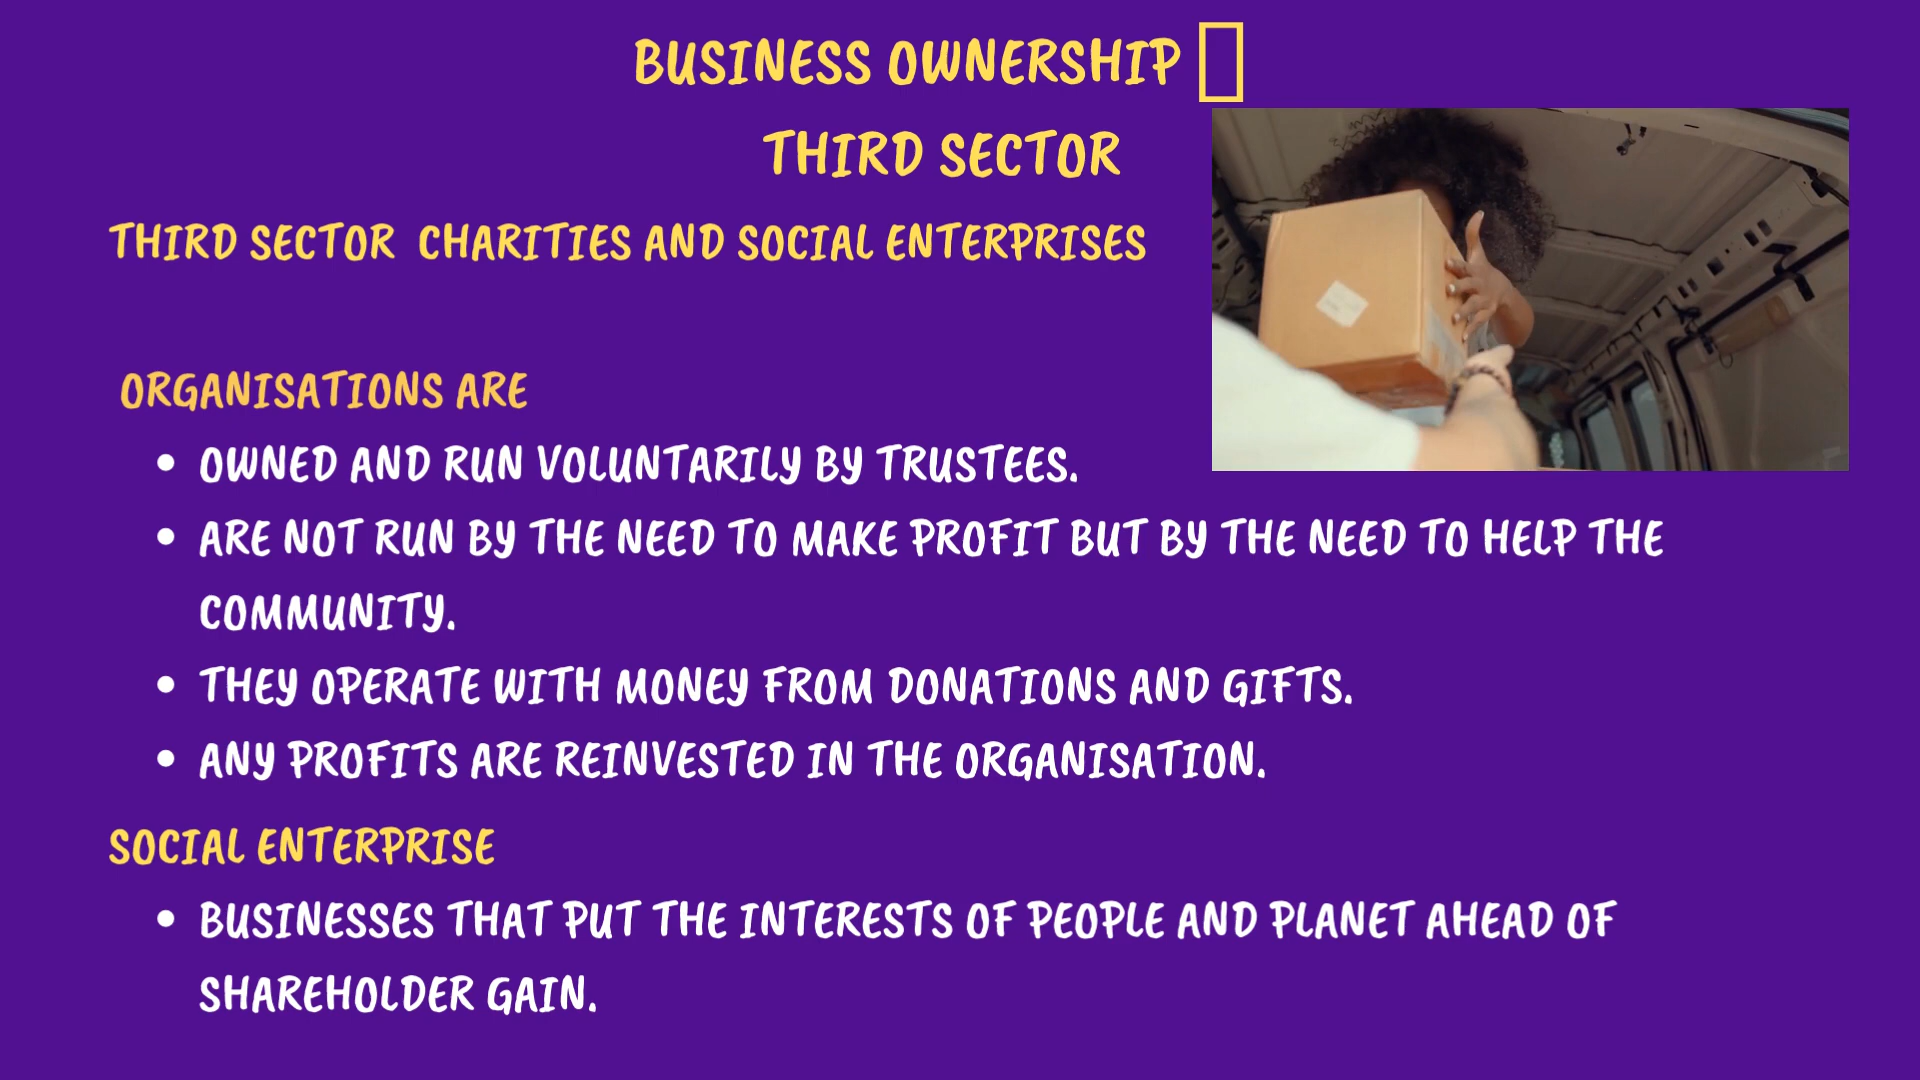 BUSINESS OWNERSHIP
THIRD SECTOR
THIRD SECTOR CHARITIES AND SOCIAL ENTERPRISES
ORGANISATIONS ARE
• OWNED AND RUN VOLUNTARILY BY TRUSTEES.
• ARE NOT RUN BY THE NEED TO MAKE PROFIT BUT BY THE NEED TO HELP THE
COMMUNITY.
• THEY OPERATE WITH MONEY FROM DONATIONS AND GIFTS.
• ANY PROFITS ARE REINVESTED IN THE ORGANISATION.
SOCIAL ENTERPRISE
• BUSINESSES THAT PUT THE INTERESTS OF PEOPLE AND PLANET AHEAD OF
SHAREHOLDER GAIN.